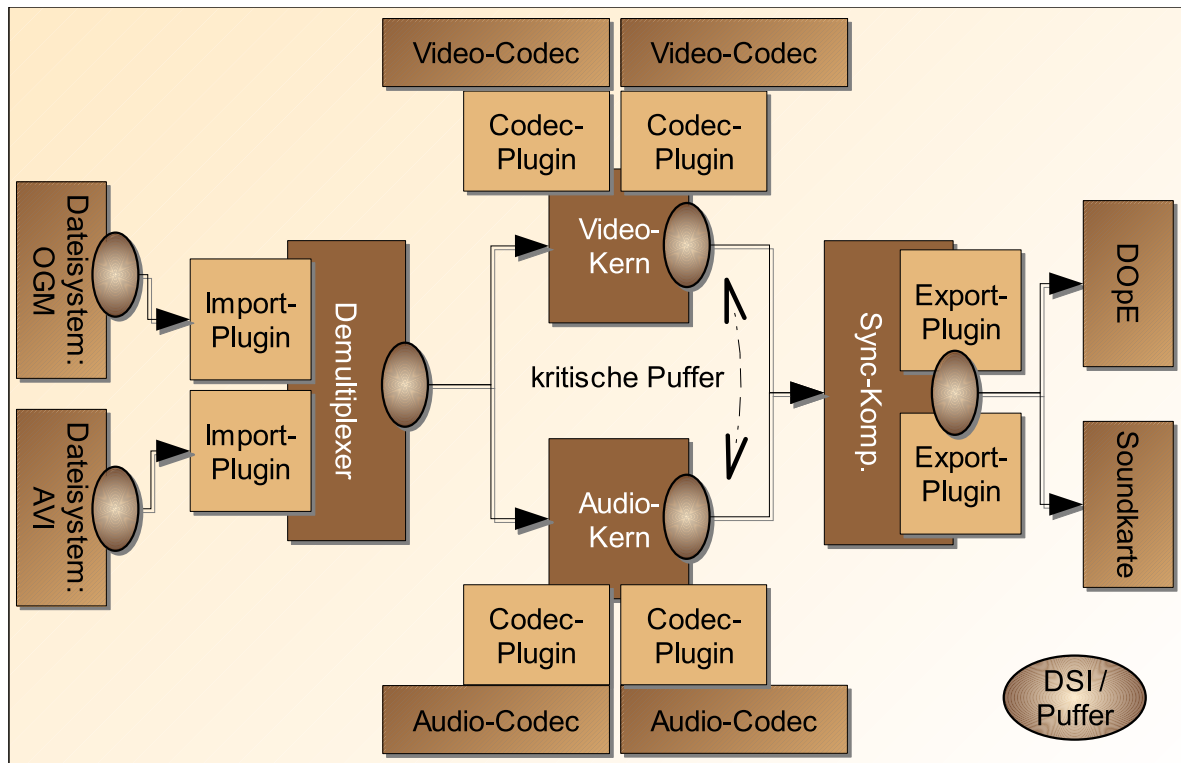 Video-Codec
Video-Codec
Codec-
Plugin
Codec-
Plugin
Dateisystem:
OGM
Import-
Plugin
Demultiplexer
Video-
Kern
Sync-Komp.
Export-
Plugin
DOpE
kritische Puffer
Dateisystem:
AVI
Import-
Plugin
Audio-
Kern
Export-
Plugin
Soundkarte
Codec-
Plugin
Codec-
Plugin
Audio-Codec
Audio-Codec
DSI /
Puffer